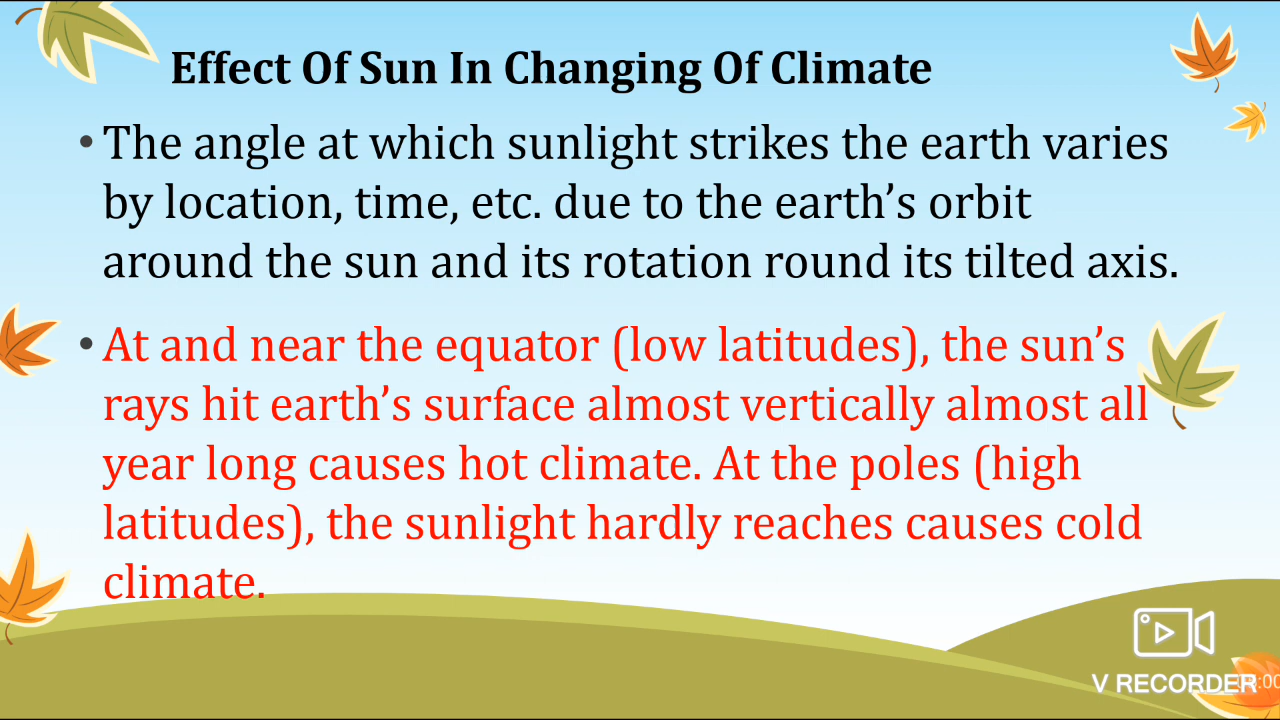 Effect Of Sun In Changing Of Climate
• The angle at which sunlight strikes the earth varies
by location, time, etc. due to the earth’s orbit
around the sun and its rotation round its tilted axis.
• At and near the equator (low latitudes), the sun’s
rays hit earth’s surface almost vertically almost all
year long causes hot climate. At the poles (high
latitudes), the sunlight hardly reaches causes cold
climate.
V RECORDER